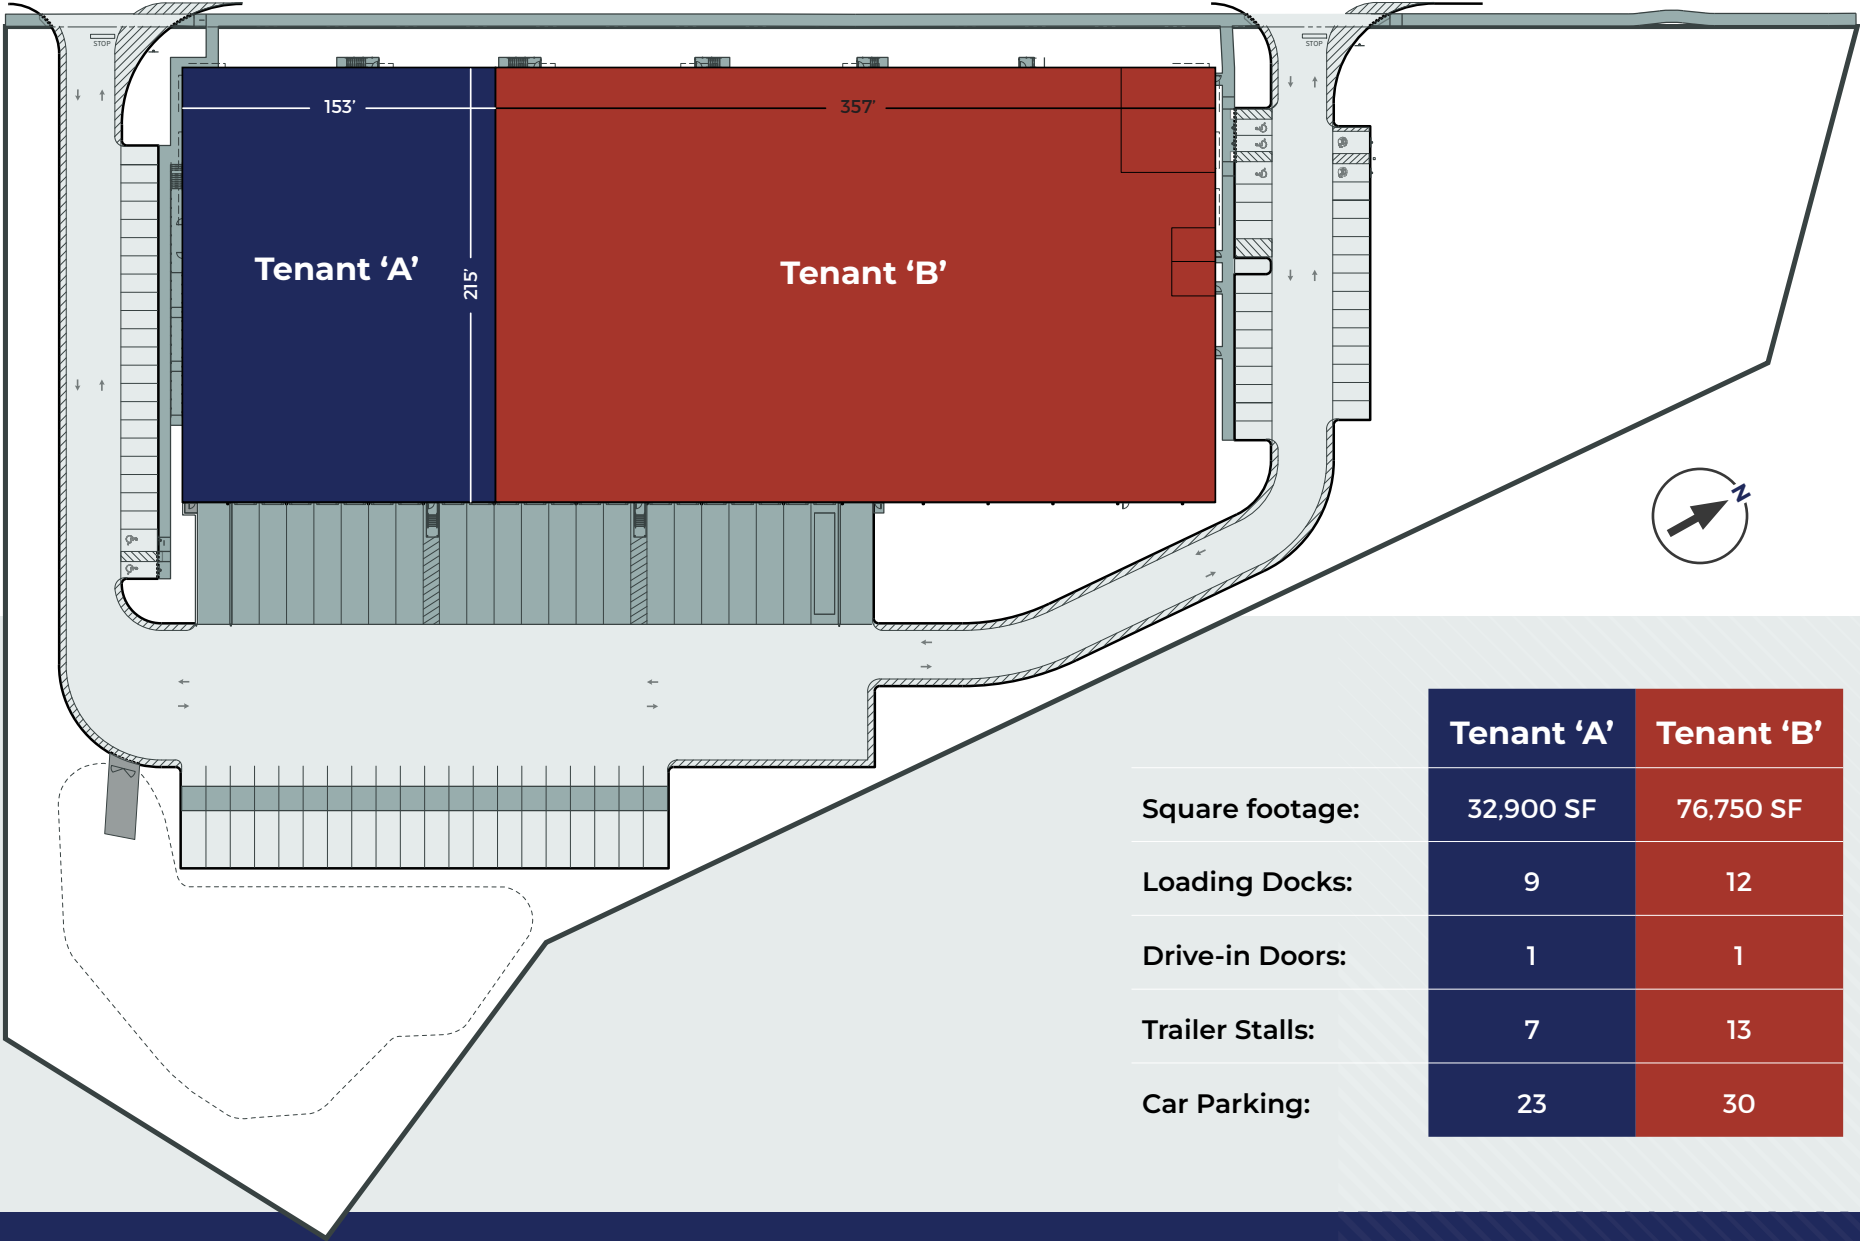 STOP
STOP
153’
357’
Tenant ‘A’
215’
Tenant ‘B’
N
Tenant ‘A’ Tenant ‘B’
Square footage: 32,900 SF 76,750 SF
Loading Docks: 9 12
Drive-in Doors: 1 1
Trailer Stalls: 7 13
Car Parking: 23 30